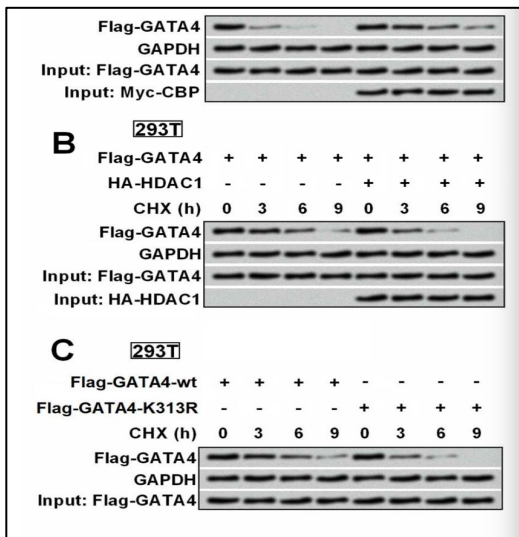 Flag-GATA4
GAPDH
Input: Flag-GATA4
Input: Myc-CBP
B 293T
Flag-GATA4 + + + + + + + +
HA-HDAC1 - - - - + + + +
CHX (h) 0 3 6 9 0 3 6 9
Flag-GATA4
GAPDH
Input: Flag-GATA4
Input: HA-HDAC1
C 293T
Flag-GATA4-wt + + + + - - - -
Flag-GATA4-K313R - - - - + + + +
CHX (h) 0 3 6 9 0 3 6 9
Flag-GATA4
GAPDH
Input: Flag-GATA4